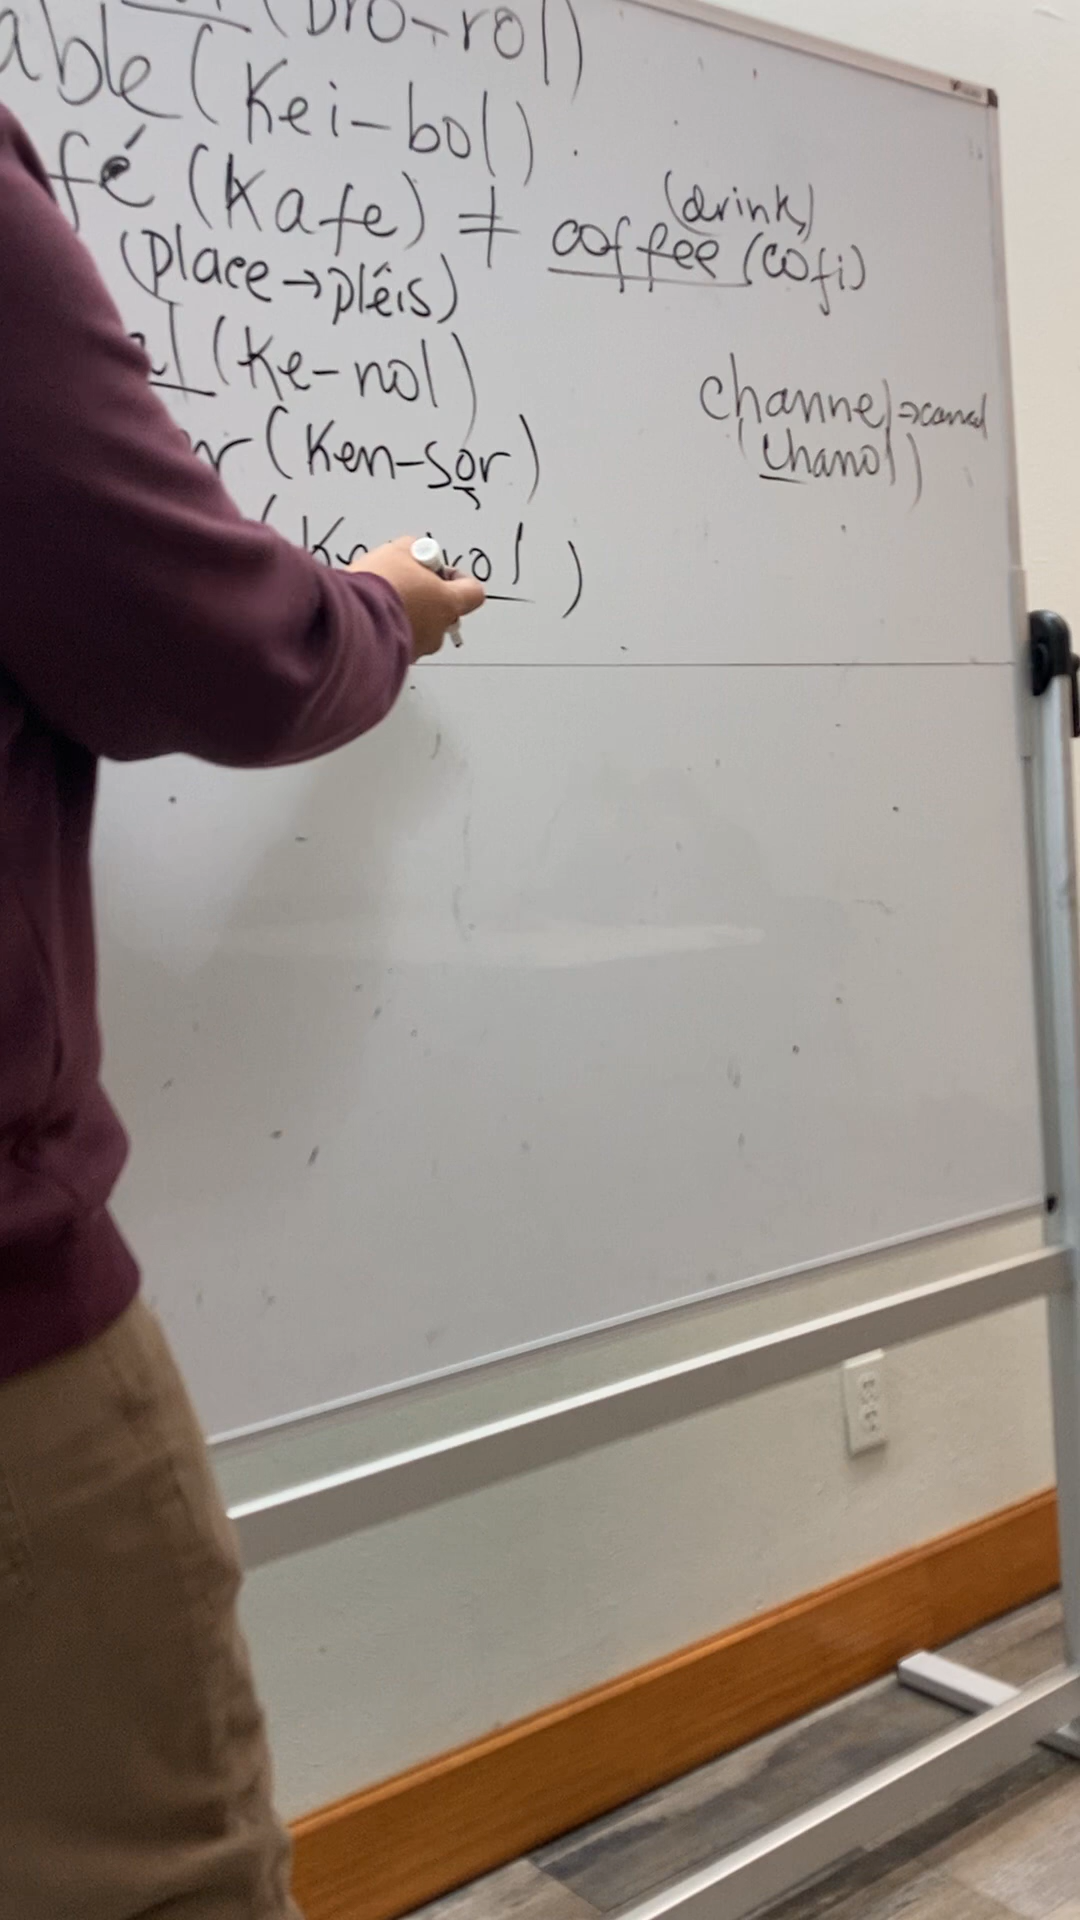 (bro-rol)
able (Kei-bol)
fé (Kafe) ≠ coffee (cofi)
(drink)
(place→pléis)
al (Ke-nol)
channel→canal
(chanol)
r (Ken-sor)
rol)